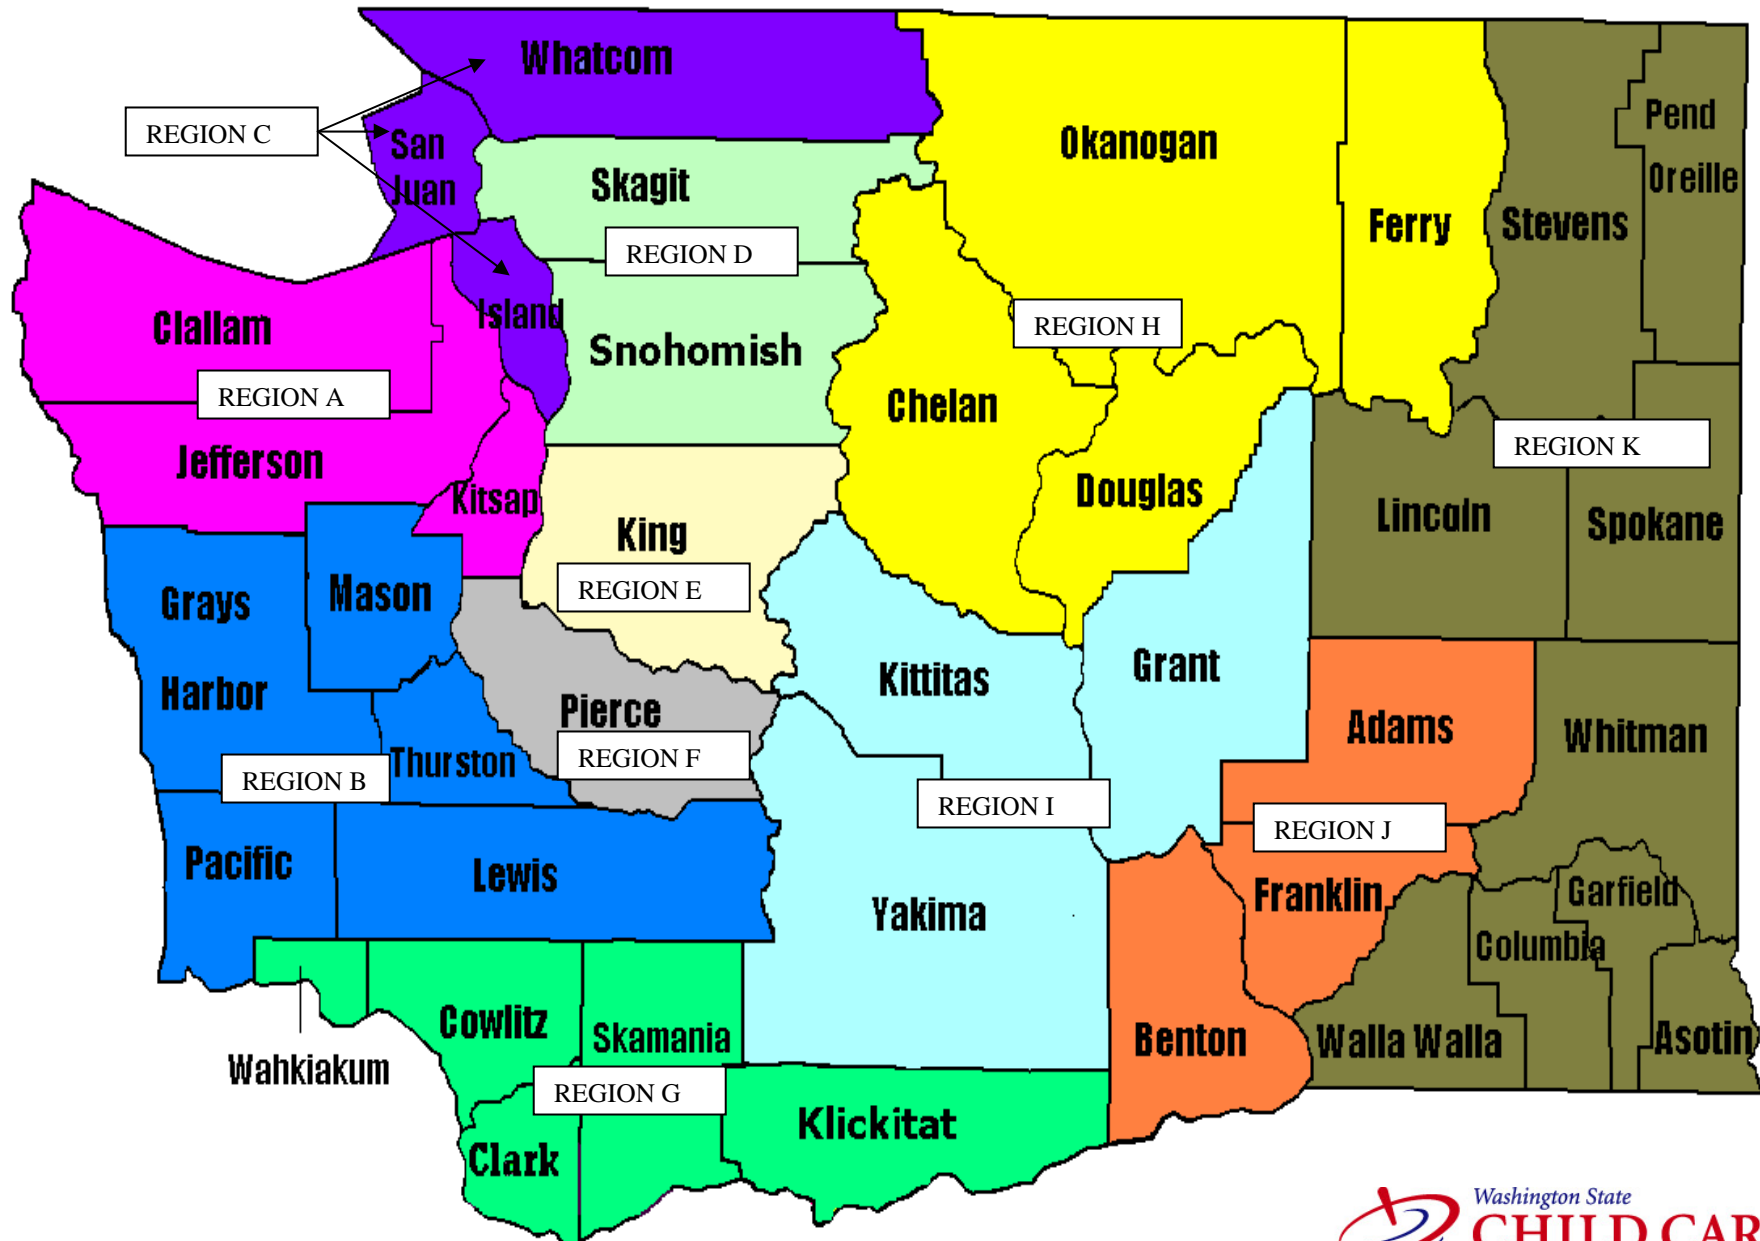 Whatcom
REGION C
San
Juan
Okanogan
Pend
Oreille
Skagit
Ferry
Stevens
REGION D
Island
Clallam
REGION H
Snohomish
REGION A
Chelan
Jefferson
REGION K
Kitsap
Douglas
Lincoln
Spokane
King
REGION E
Grays
Harbor
Mason
Kittitas
Grant
Pierce
Adams
Whitman
REGION F
Thurston
REGION B
REGION I
REGION J
Pacific
Lewis
Franklin
Garfield
Yakima
Columbia
Cowlitz
Skamania
Benton
Walla Walla
Asotin
Wahkiakum
REGION G
Klickitat
Clark
Washington State
CHILD CAR